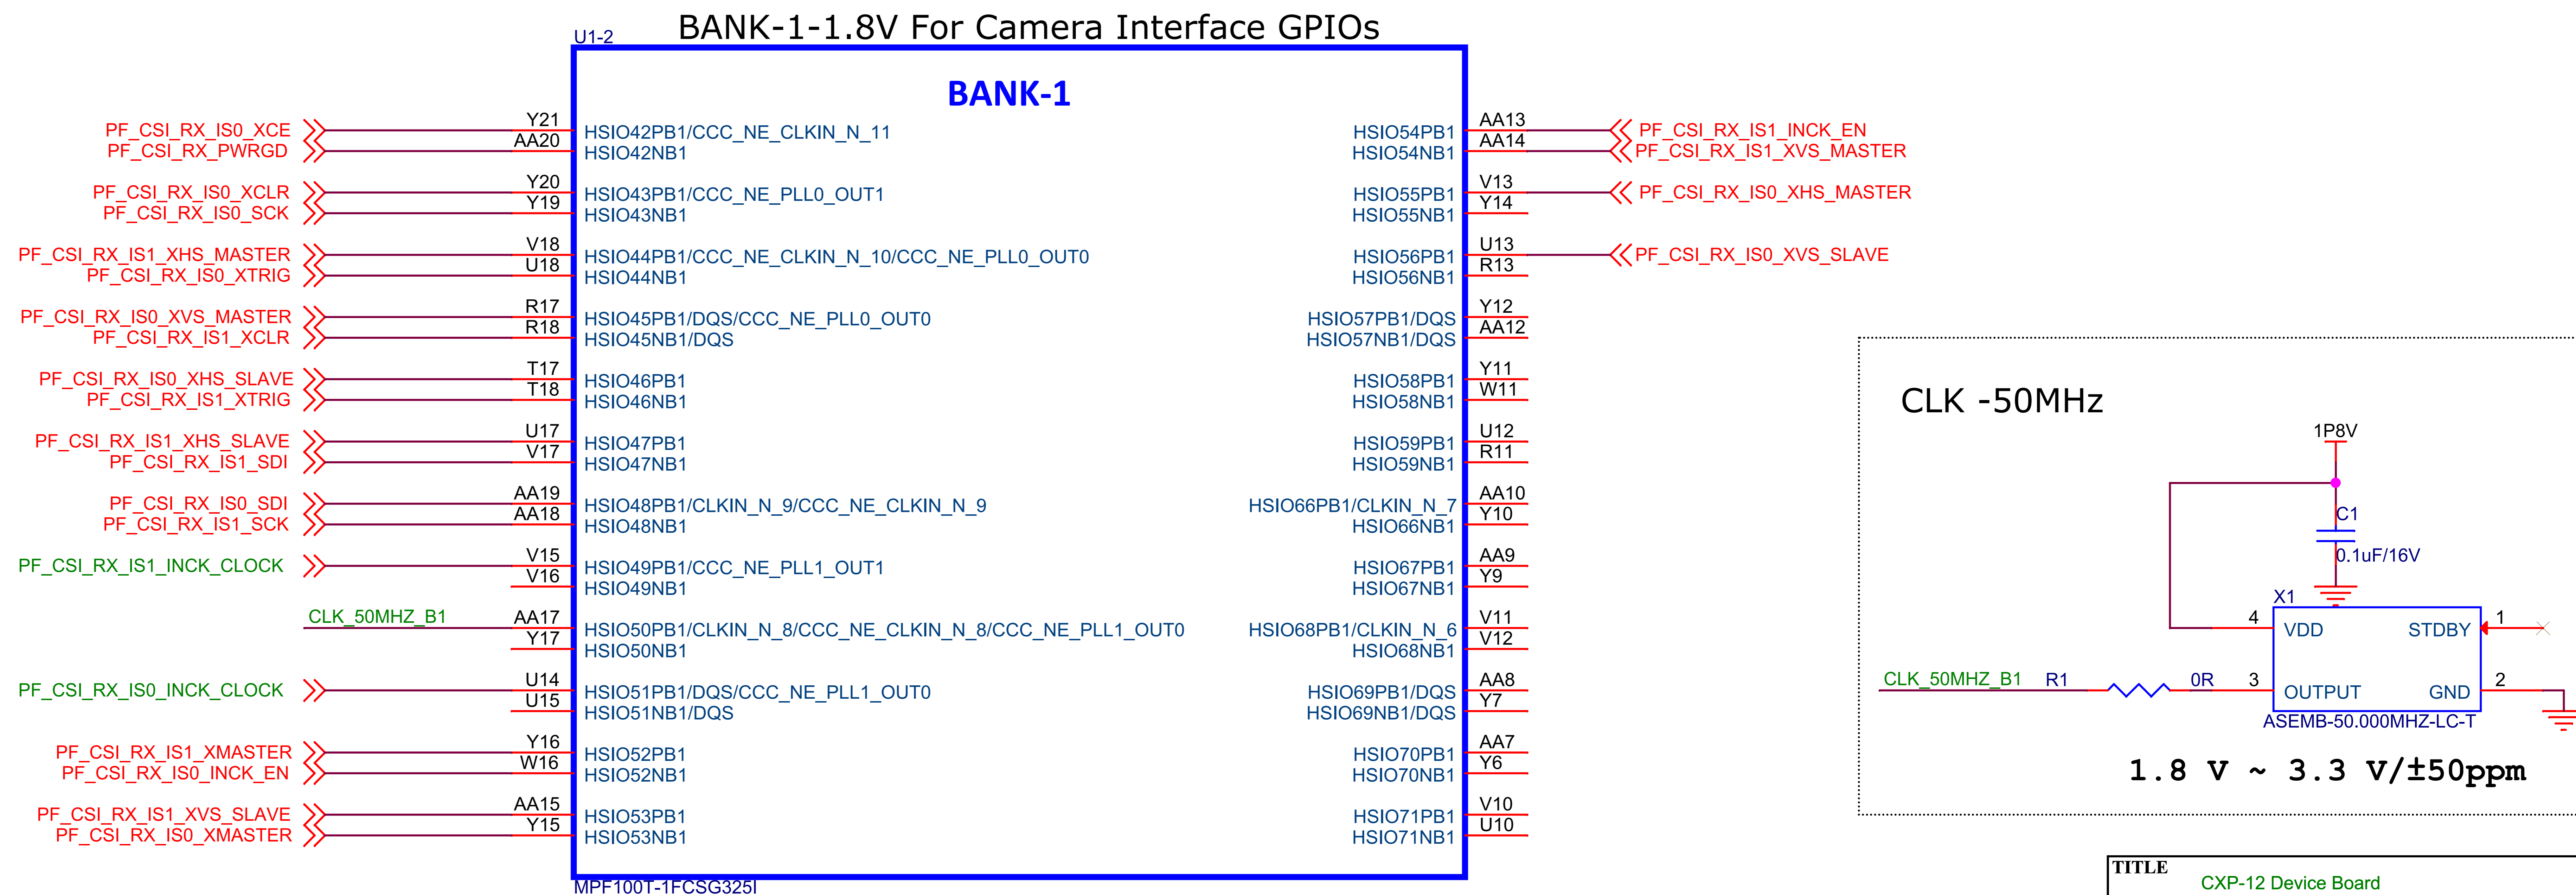 BANK-1-1.8V For Camera Interface GPIOs
U1-2
BANK-1
PF_CSI_RX_IS0_XCE Y21 HSIO42PB1/CCC_NE_CLKIN_N_11
PF_CSI_RX_PWRGD AA20 HSIO42NB1
PF_CSI_RX_IS0_XCLR Y20 HSIO43PB1/CCC_NE_PLL0_OUT1
PF_CSI_RX_IS0_SCK Y19 HSIO43NB1
PF_CSI_RX_IS1_XHS_MASTER V18 HSIO44PB1/CCC_NE_CLKIN_N_10/CCC_NE_PLL0_OUT0
PF_CSI_RX_IS0_XTRIG U18 HSIO44NB1
PF_CSI_RX_IS0_XVS_MASTER R17 HSIO45PB1/DQS/CCC_NE_PLL0_OUT0
PF_CSI_RX_IS1_XCLR R18 HSIO45NB1/DQS
PF_CSI_RX_IS0_XHS_SLAVE T17 HSIO46PB1
PF_CSI_RX_IS1_XTRIG T18 HSIO46NB1
PF_CSI_RX_IS1_XHS_SLAVE U17 HSIO47PB1
PF_CSI_RX_IS1_SDI V17 HSIO47NB1
PF_CSI_RX_IS0_SDI AA19 HSIO48PB1/CLKIN_N_9/CCC_NE_CLKIN_N_9
PF_CSI_RX_IS1_SCK AA18 HSIO48NB1
PF_CSI_RX_IS1_INCK_CLOCK V15 HSIO49PB1/CCC_NE_PLL1_OUT1
V16 HSIO49NB1
CLK_50MHZ_B1 AA17 HSIO50PB1/CLKIN_N_8/CCC_NE_CLKIN_N_8/CCC_NE_PLL1_OUT0
Y17 HSIO50NB1
PF_CSI_RX_IS0_INCK_CLOCK U14 HSIO51PB1/DQS/CCC_NE_PLL1_OUT0
U15 HSIO51NB1/DQS
PF_CSI_RX_IS1_XMASTER Y16 HSIO52PB1
PF_CSI_RX_IS0_INCK_EN W16 HSIO52NB1
PF_CSI_RX_IS1_XVS_SLAVE AA15 HSIO53PB1
PF_CSI_RX_IS0_XMASTER Y15 HSIO53NB1
HSIO54PB1 AA13 PF_CSI_RX_IS1_INCK_EN
HSIO54NB1 AA14 PF_CSI_RX_IS1_XVS_MASTER
HSIO55PB1 V13 PF_CSI_RX_IS0_XHS_MASTER
HSIO55NB1 Y14
HSIO56PB1 U13 PF_CSI_RX_IS0_XVS_SLAVE
HSIO56NB1 R13
HSIO57PB1/DQS Y12
HSIO57NB1/DQS AA12
HSIO58PB1 Y11
HSIO58NB1 W11
HSIO59PB1 U12
HSIO59NB1 R11
HSIO66PB1/CLKIN_N_7 AA10
HSIO66NB1 Y10
HSIO67PB1 AA9
HSIO67NB1 Y9
HSIO68PB1/CLKIN_N_6 V11
HSIO68NB1 V12
HSIO69PB1/DQS AA8
HSIO69NB1/DQS Y7
HSIO70PB1 AA7
HSIO70NB1 Y6
HSIO71PB1 V10
HSIO71NB1 U10
MPF100T-1FCSG325I
CLK -50MHz
1P8V
C1
0.1uF/16V
X1
4 VDD STDBY 1
CLK_50MHZ_B1 R1 0R 3 OUTPUT GND 2
ASEMB-50.000MHZ-LC-T
1.8 V ~ 3.3 V/±50ppm
TITLE
CXP-12 Device Board